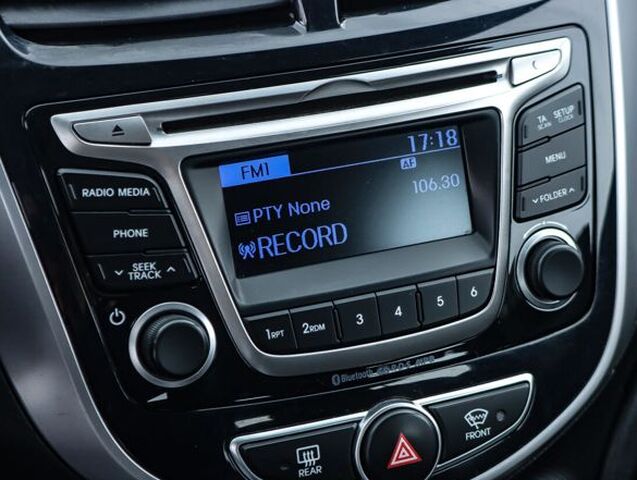 17:18
FM1
AF
106.30
PTY None
RECORD
RADIO MEDIA
PHONE
SEEK
TRACK
TA
SCAN
SETUP
CLOCK
MENU
FOLDER
1RPT
2RDM
3
4
5
6
Bluetooth
REAR
FRONT